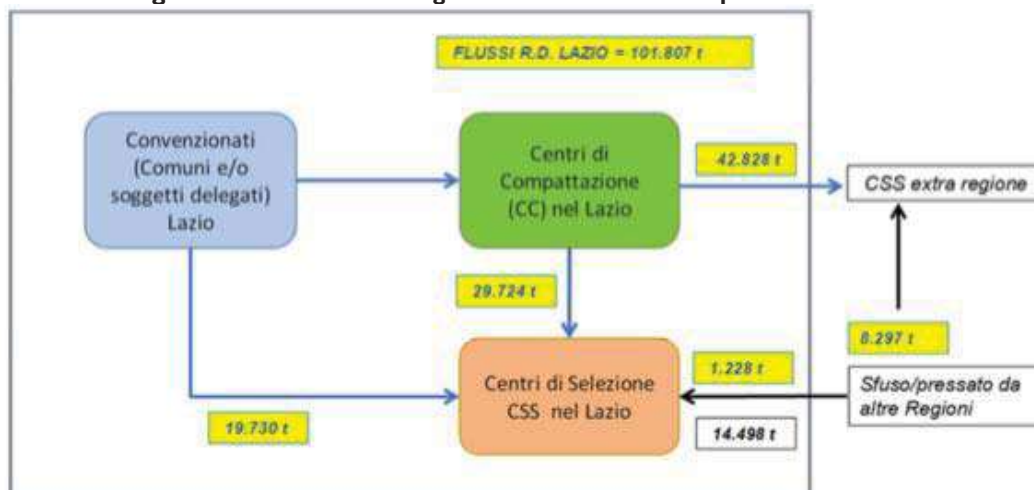 FLUSSI R.D. LAZIO = 101.807 t
Convenzionati
(Comuni e/o
soggetti delegati)
Lazio
Centri di
Compattazione
(CC) nel Lazio
42.828 t
CSS extra regione
29.724 t
8.297 t
Centri di Selezione
CSS nel Lazio
1.228 t
Sfuso/pressato da
altre Regioni
19.730 t
14.498 t